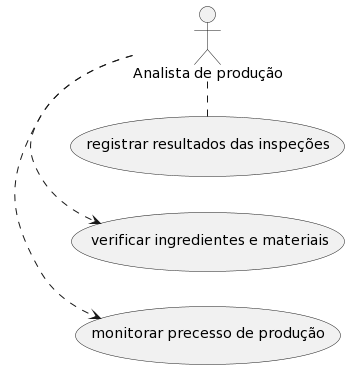 Analista de produção
registrar resultados das inspeções
verificar ingredientes e materiais
monitorar precesso de produção